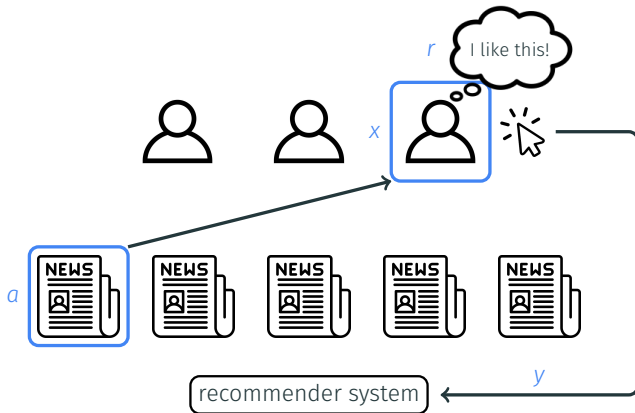 r
I like this!
x
a
NEWS
NEWS
NEWS
NEWS
NEWS
y
recommender system